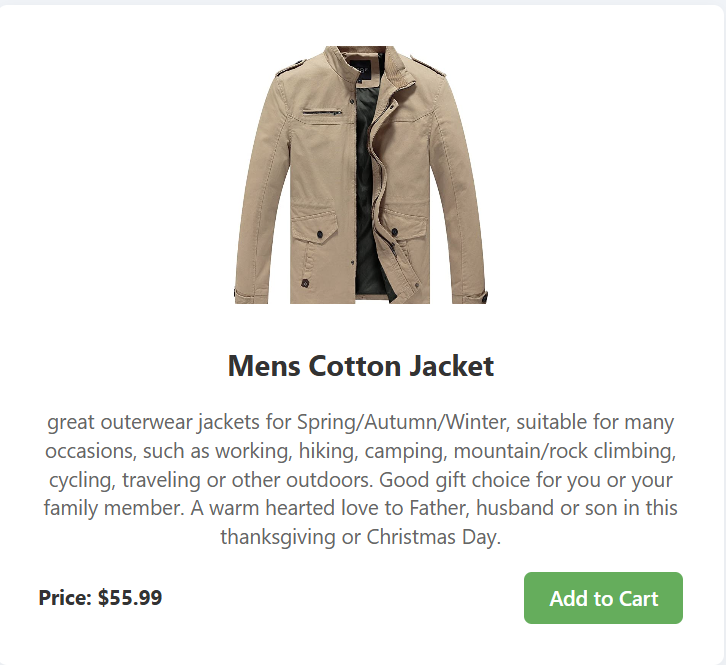 Mens Cotton Jacket
great outerwear jackets for Spring/Autumn/Winter, suitable for many
occasions, such as working, hiking, camping, mountain/rock climbing,
cycling, traveling or other outdoors. Good gift choice for you or your
family member. A warm hearted love to Father, husband or son in this
thanksgiving or Christmas Day.
Price: $55.99
Add to Cart